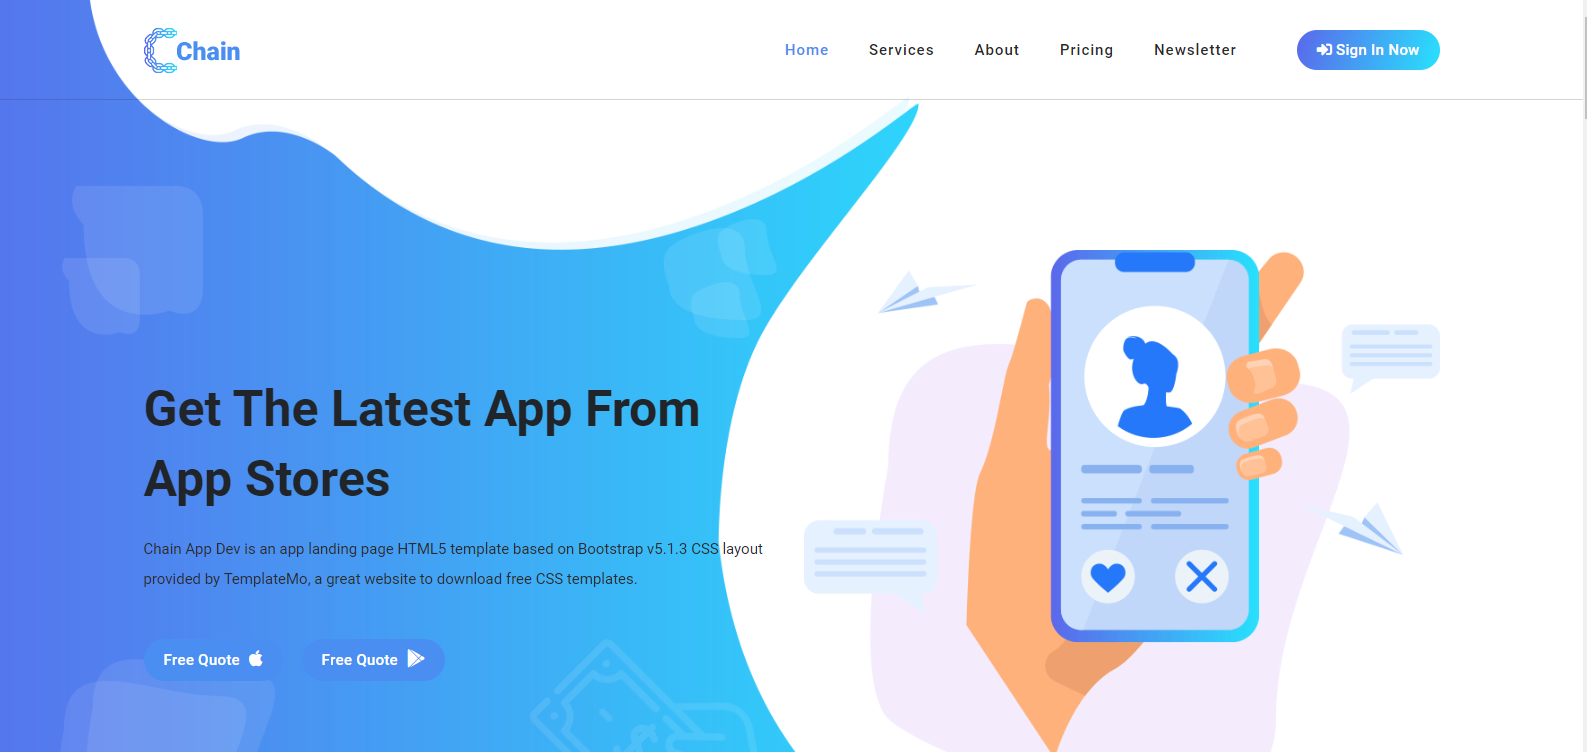 Chain
Home
Services
About
Pricing
Newsletter
Sign In Now
Get The Latest App From
App Stores
Chain App Dev is an app landing page HTML5 template based on Bootstrap v5.1.3 CSS layout
provided by TemplateMo, a great website to download free CSS templates.
Free Quote
Free Quote